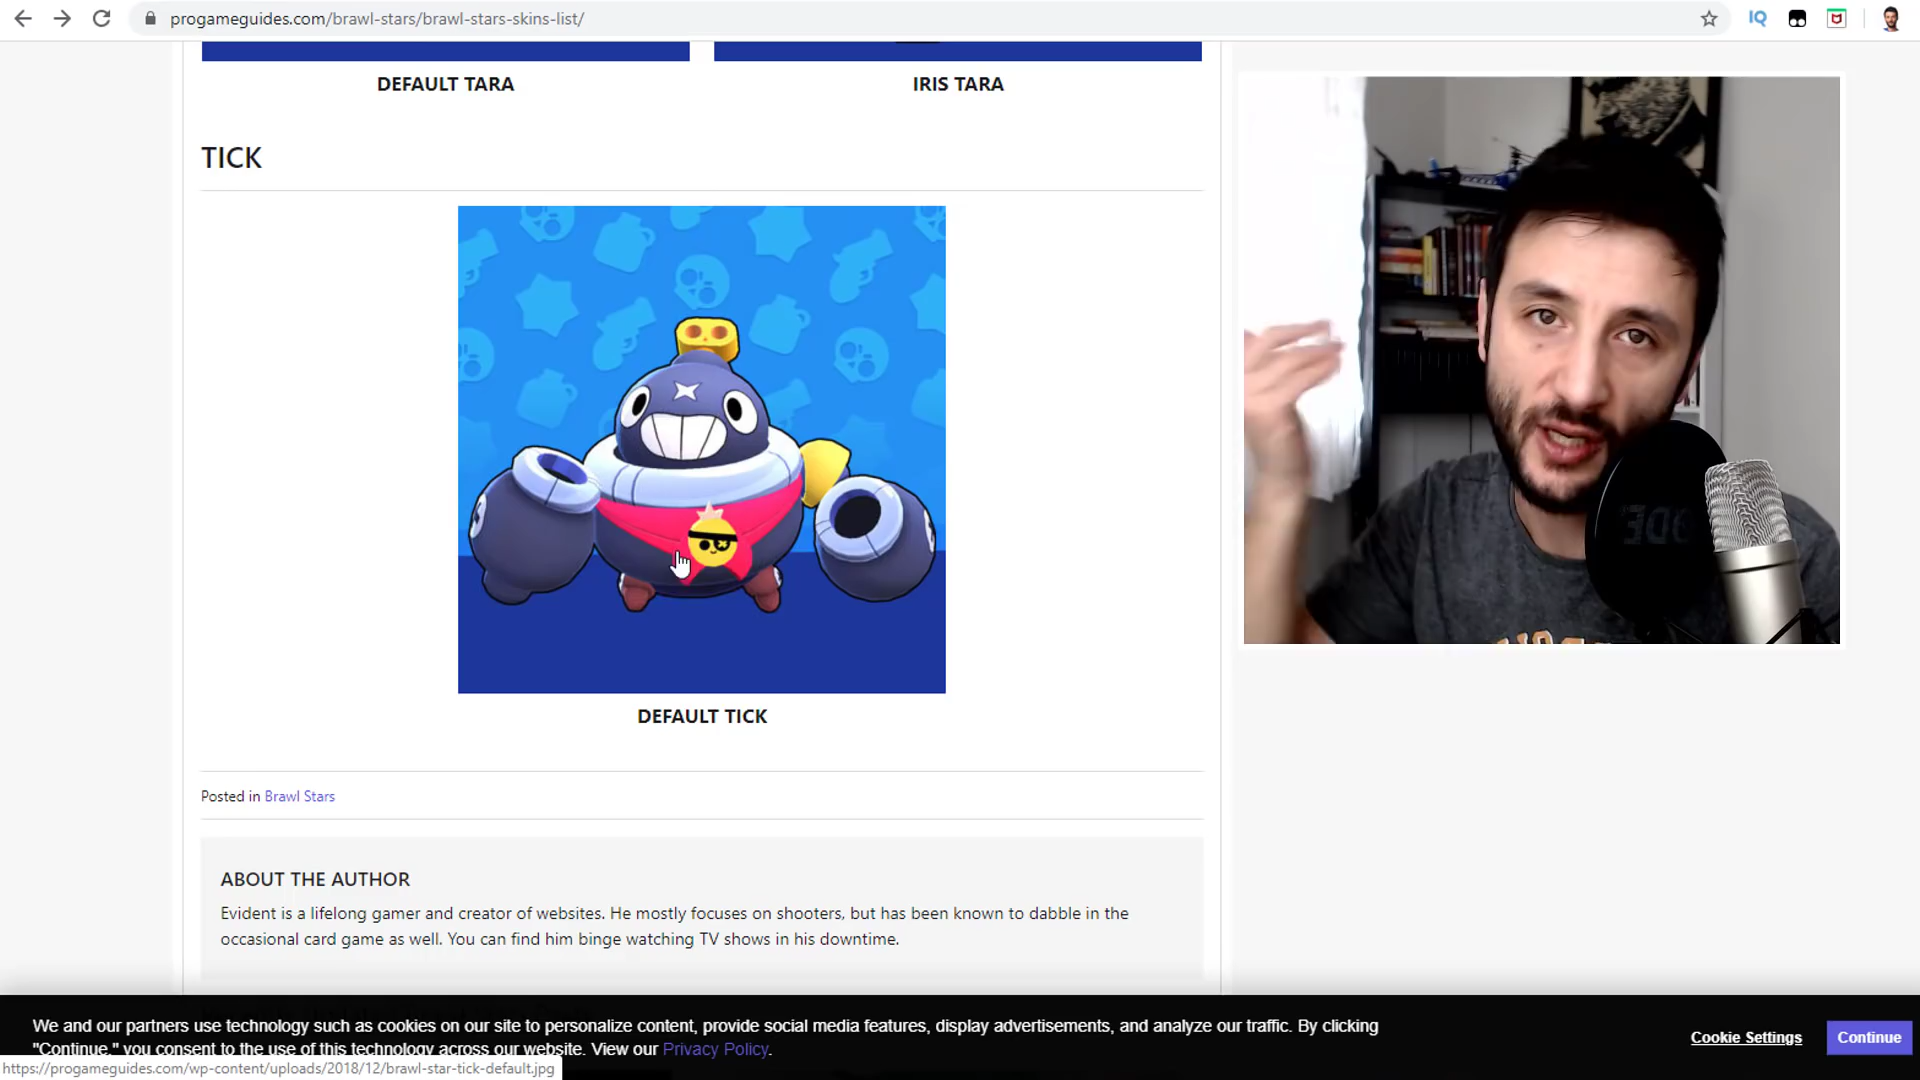 progameguides.com/brawl-stars/brawl-stars-skins-list/
IQ
DEFAULT TARA
IRIS TARA
TICK
DEFAULT TICK
Posted in Brawl Stars
ABOUT THE AUTHOR
Evident is a lifelong gamer and creator of websites. He mostly focuses on shooters, but has been known to dabble in the
occasional card game as well. You can find him binge watching TV shows in his downtime.
We and our partners use technology such as cookies on our site to personalize content, provide social media features, display advertisements, and analyze our traffic. By clicking
"Continue," you consent to the use of this technology across our website. View our Privacy Policy.
Cookie Settings
Continue
https://progameguides.com/wp-content/uploads/2018/12/brawl-star-tick-default.jpg